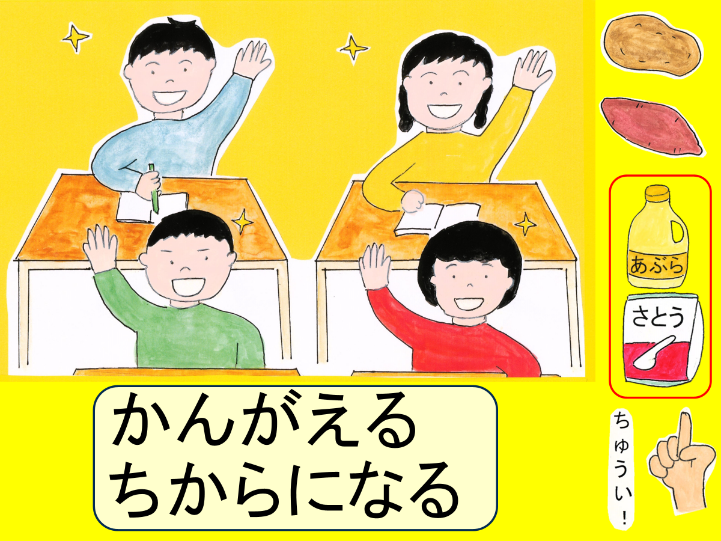 あぶら
さとう
ちゅうい！
かんがえる
ちからになる